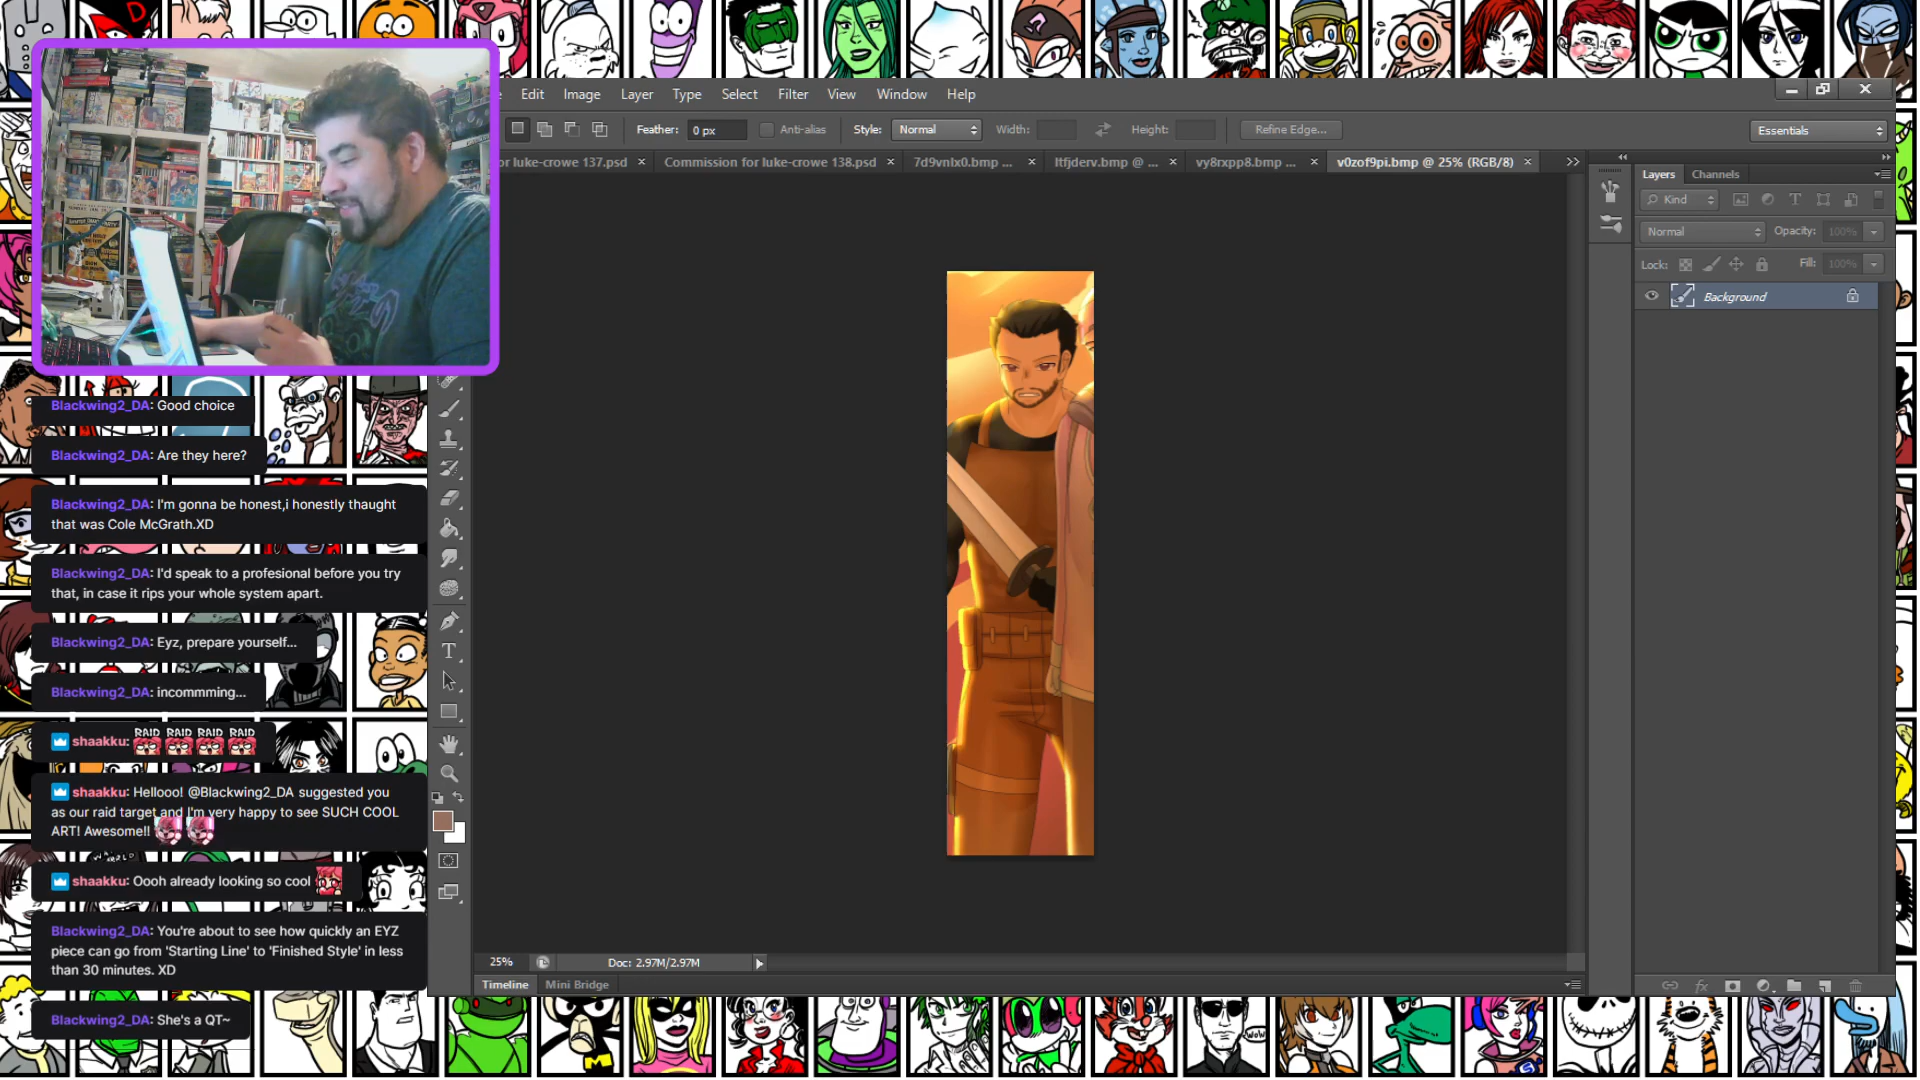 Edit Image Layer Type Select Filter View Window Help
Feather: 0 px Anti-alias Style: Normal Width: Height: Refine Edge... Essentials
or luke-crowe 137.psd × Commission for luke-crowe 138.psd × 7d9vnlx0.bmp ... × ltfjderv.bmp @ ... × vy8rxpp8.bmp ... × v0zof9pi.bmp @ 25% (RGB/8) ×
Layers Channels
Kind
Normal Opacity: 100%
Lock: Fill: 100%
Background
Blackwing2_DA: Good choice
Blackwing2_DA: Are they here?
Blackwing2_DA: I'm gonna be honest,i honestly thaught
that was Cole McGrath.XD
Blackwing2_DA: I'd speak to a profesional before you try
that, in case it rips your whole system apart.
Blackwing2_DA: Eyz, prepare yourself...
Blackwing2_DA: incommming...
shaakku: RAID RAID RAID RAID
shaakku: Hellooo! @Blackwing2_DA suggested you
as our raid target and I'm very happy to see SUCH COOL
ART! Awesome!!
shaakku: Oooh already looking so cool
Blackwing2_DA: You're about to see how quickly an EYZ
piece can go from 'Starting Line' to 'Finished Style' in less
than 30 minutes. XD
Blackwing2_DA: She's a QT~
25% Doc: 2.97M/2.97M
Timeline Mini Bridge
WOW